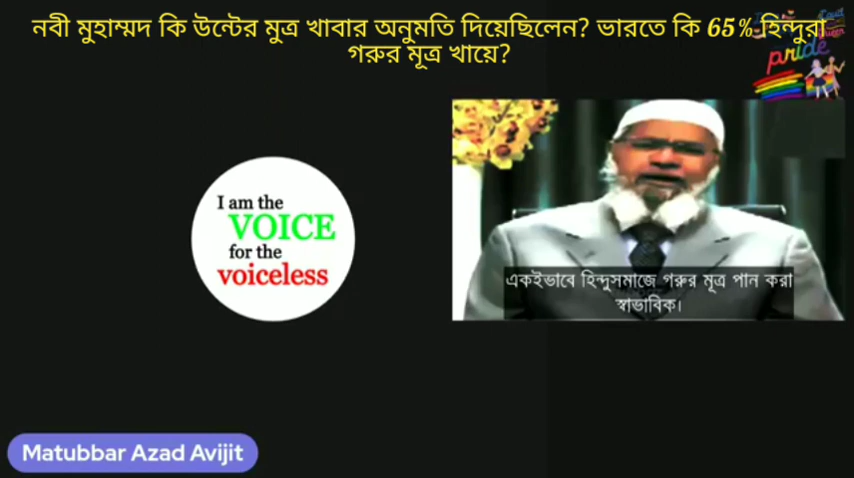 নবী মুহাম্মদ কি উন্টের মুত্র খাবার অনুমতি দিয়েছিলেন? ভারতে কি 65% হিন্দুরা
গরুর মূত্র খায়ে?
pride
I am the
VOICE
for the
voiceless
একইভাবে হিন্দুসমাজে গরুর মূত্র পান করা
স্বাভাবিক।
Matubbar Azad Avijit